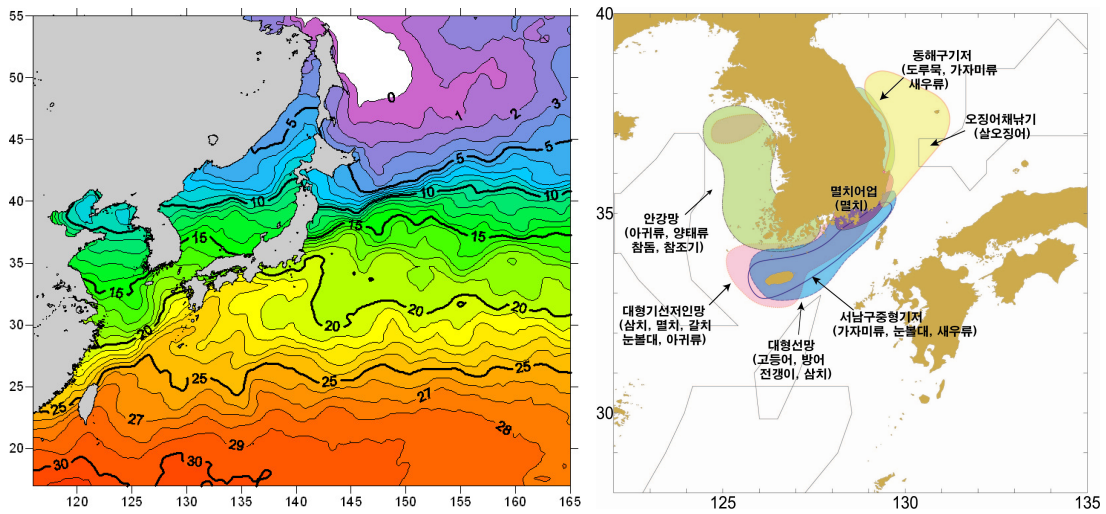 55
50
45
40
35
30
25
20
120
125
130
135
140
145
150
155
160
165
0
1
2
3
5
5
5
10
10
15
15
15
20
20
20
25
25
25
25
27
27
28
29
30
30
40
35
30
125
130
135
동해구기저
(도루묵, 가자미류
새우류)
오징어채낚기
(살오징어)
멸치어업
(멸치)
안강망
(아귀류, 양태류
참돔, 참조기)
대형기선저인망
(삼치, 멸치, 갈치
눈볼대, 아귀류)
서남구중형기저
(가자미류, 눈볼대, 새우류)
대형선망
(고등어, 방어
전갱이, 삼치)